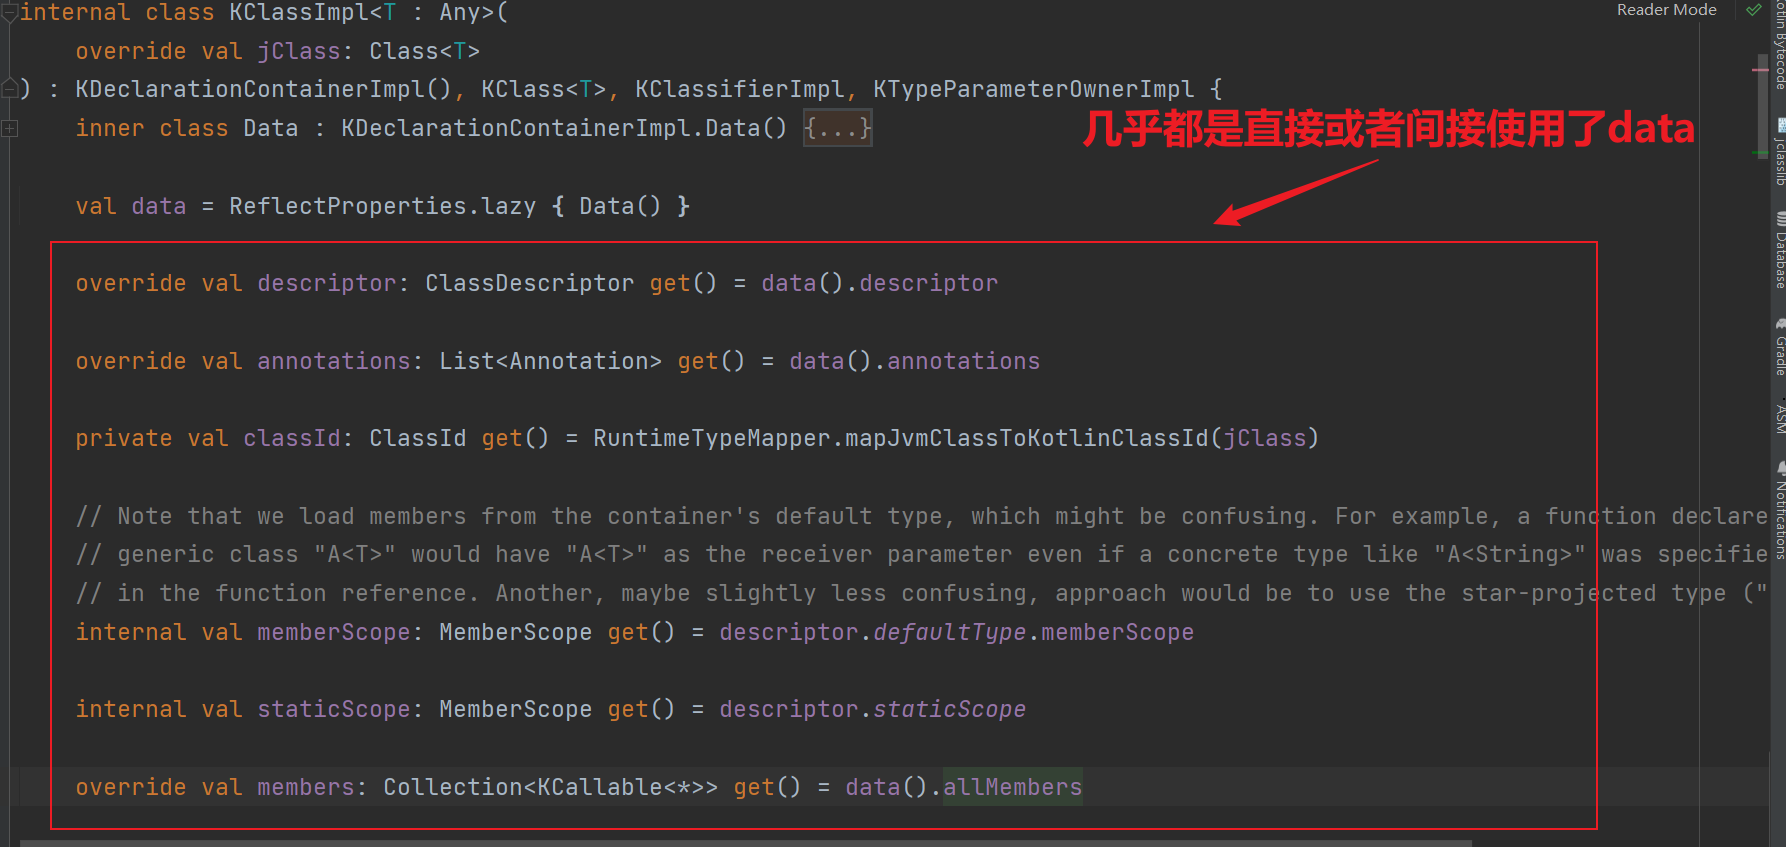 internal class KClassImpl<T : Any>(
Reader Mode
override val jClass: Class<T>
) : KDeclarationContainerImpl(), KClass<T>, KClassifierImpl, KTypeParameterOwnerImpl {
inner class Data : KDeclarationContainerImpl.Data() {...}
几乎都是直接或者间接使用了data
val data = ReflectProperties.lazy { Data() }
override val descriptor: ClassDescriptor get() = data().descriptor
override val annotations: List<Annotation> get() = data().annotations
private val classId: ClassId get() = RuntimeTypeMapper.mapJvmClassToKotlinClassId(jClass)
// Note that we load members from the container's default type, which might be confusing. For example, a function declare
// generic class "A<T>" would have "A<T>" as the receiver parameter even if a concrete type like "A<String>" was specifie
// in the function reference. Another, maybe slightly less confusing, approach would be to use the star-projected type ("
internal val memberScope: MemberScope get() = descriptor.defaultType.memberScope
internal val staticScope: MemberScope get() = descriptor.staticScope
override val members: Collection<KCallable<*>> get() = data().allMembers
otlin Bytecode
jclasslib
Database
Gradle
ASM
Notifications